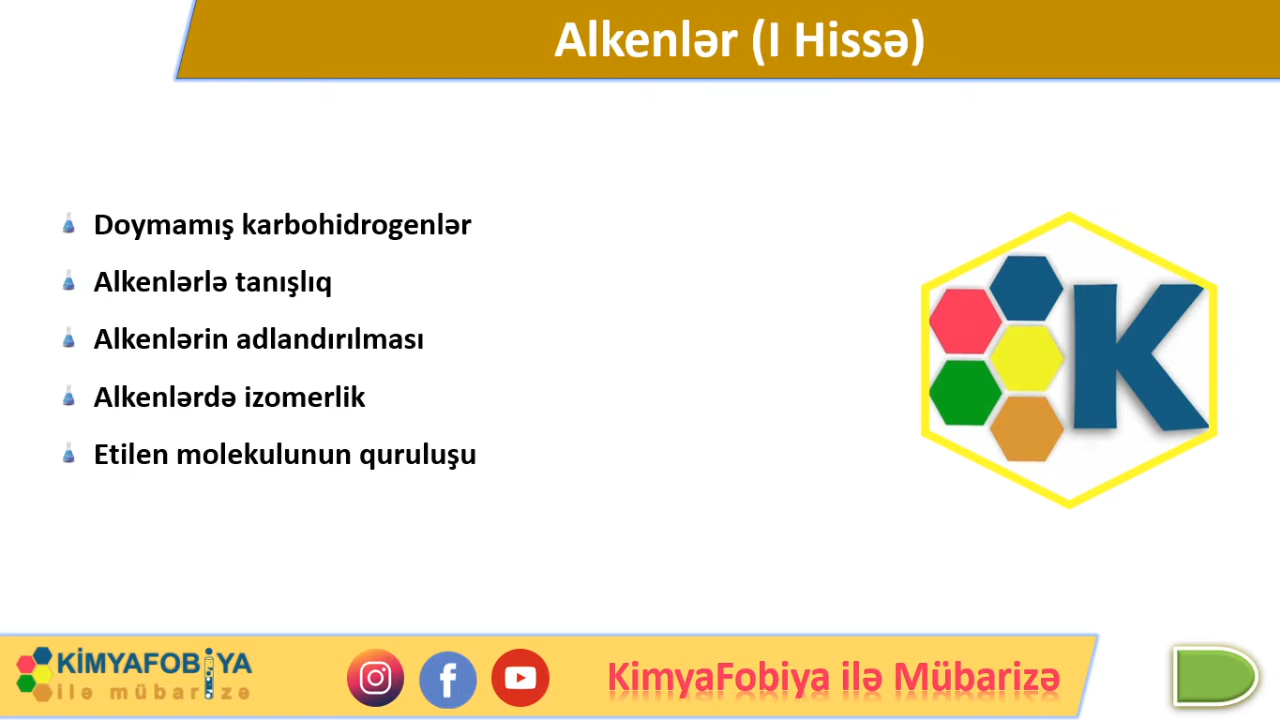 Alkenlər (I Hissə)
Doymamış karbohidrogenlər
Alkenlərlə tanışlıq
Alkenlərin adlandırılması
Alkenlərdə izomerlik
Etilen molekulunun quruluşu
K
KİMYAFOBİYA
ilə mübarizə
KimyaFobiya ilə Mübarizə